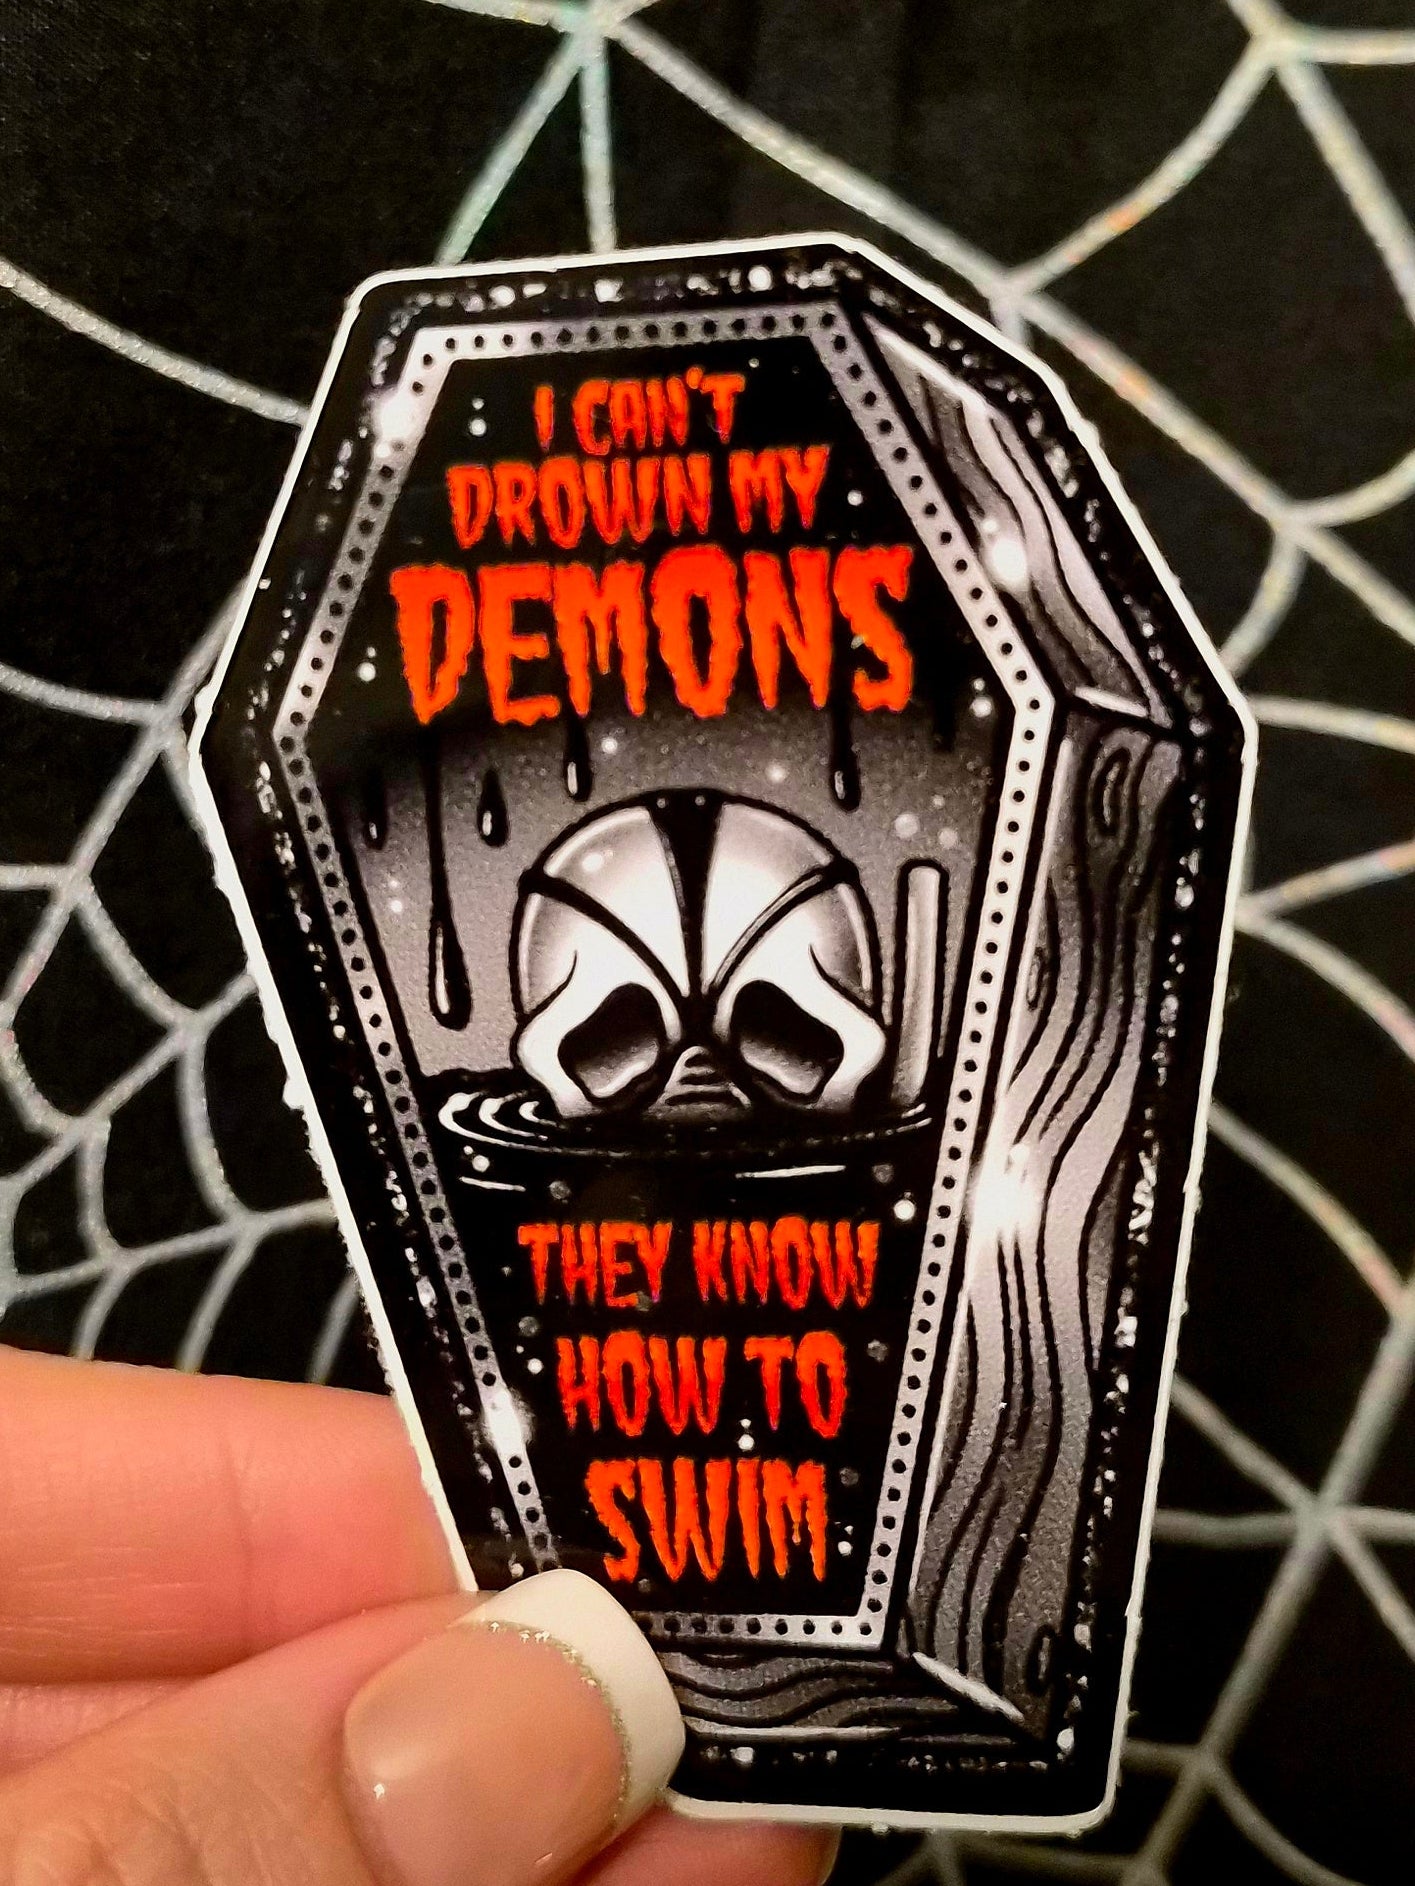 I CAN'T
DROWN MY
DEMONS
THEY KNOW
HOW TO
SWIM